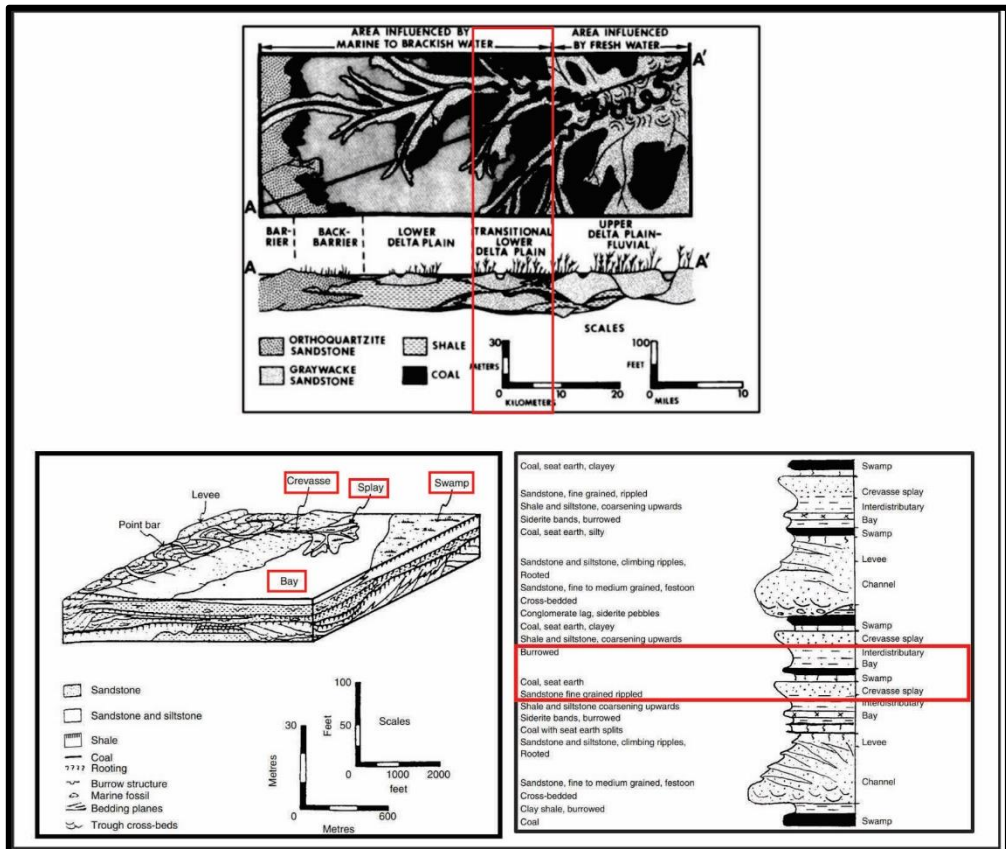 AREA INFLUENCED BY
MARINE TO BRACKISH WATER
AREA INFLUENCED
BY FRESH WATER
A'
A
BAR-
RIER
BACK-
BARRIER
LOWER
DELTA PLAIN
TRANSITIONAL
LOWER
DELTA PLAIN
UPPER
DELTA PLAIN-
FLUVIAL
A
A'
SCALES
ORTHOQUARTZITE
SANDSTONE
SHALE
GRAYWACKE
SANDSTONE
COAL
30
METERS
0
0 10 20
KILOMETERS
100
FEET
0
0 10
MILES
Levee
Crevasse
Splay
Swamp
Point bar
Bay
Sandstone
Sandstone and siltstone
Shale
Coal
Rooting
Burrow structure
Marine fossil
Bedding planes
Trough cross-beds
100
Feet
50
Scales
0
0 1000 2000
feet
30
Metres
0
0 600
Metres
Coal, seat earth, clayey
Swamp
Sandstone, fine grained, rippled
Crevasse splay
Shale and siltstone, coarsening upwards
Interdistributary
Siderite bands, burrowed
Bay
Coal, seat earth, silty
Swamp
Sandstone and siltstone, climbing ripples,
Levee
Rooted
Sandstone, fine to medium grained, festoon
Channel
Cross-bedded
Conglomerate lag, siderite pebbles
Coal, seat earth, clayey
Swamp
Shale and siltstone, coarsening upwards
Crevasse splay
Burrowed
Interdistributary
Bay
Swamp
Coal, seat earth
Sandstone fine grained rippled
Crevasse splay
Shale and siltstone coarsening upwards
Interdistributary
Siderite bands, burrowed
Bay
Coal with seat earth splits
Sandstone and siltstone, climbing ripples,
Levee
Rooted
Sandstone, fine to medium grained, festoon
Channel
Cross-bedded
Clay shale, burrowed
Coal
Swamp